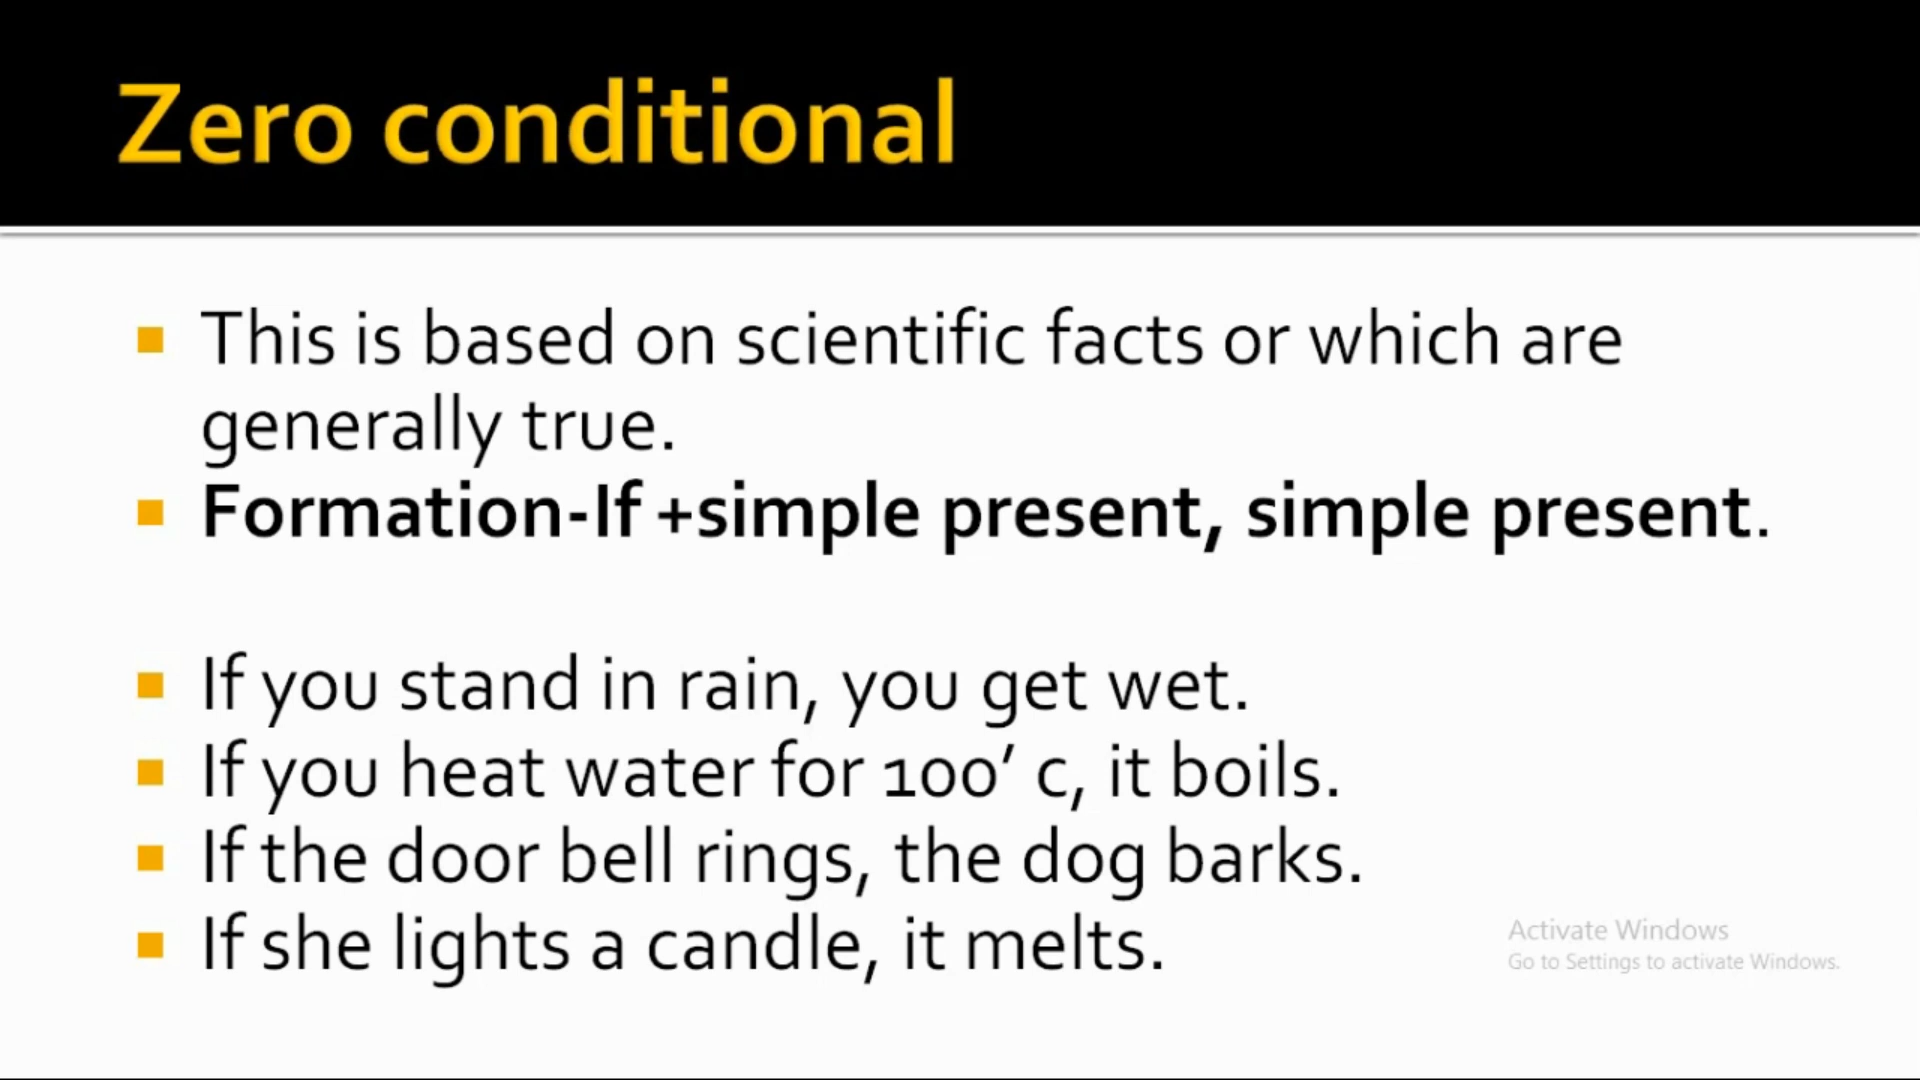 Zero conditional
This is based on scientific facts or which are
generally true.
Formation-If +simple present, simple present.
If you stand in rain, you get wet.
If you heat water for 100' c, it boils.
If the door bell rings, the dog barks.
If she lights a candle, it melts.
Activate Windows
Go to Settings to activate Windows.